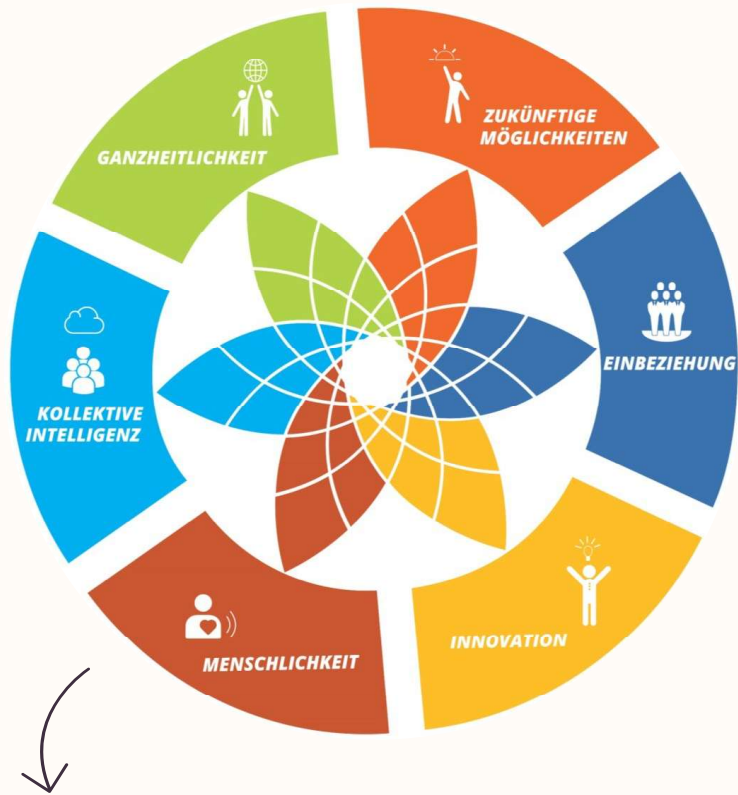 GANZHEITLICHKEIT
ZUKÜNFTIGE
MÖGLICHKEITEN
EINBEZIEHUNG
INNOVATION
MENSCHLICHKEIT
KOLLEKTIVE
INTELLIGENZ